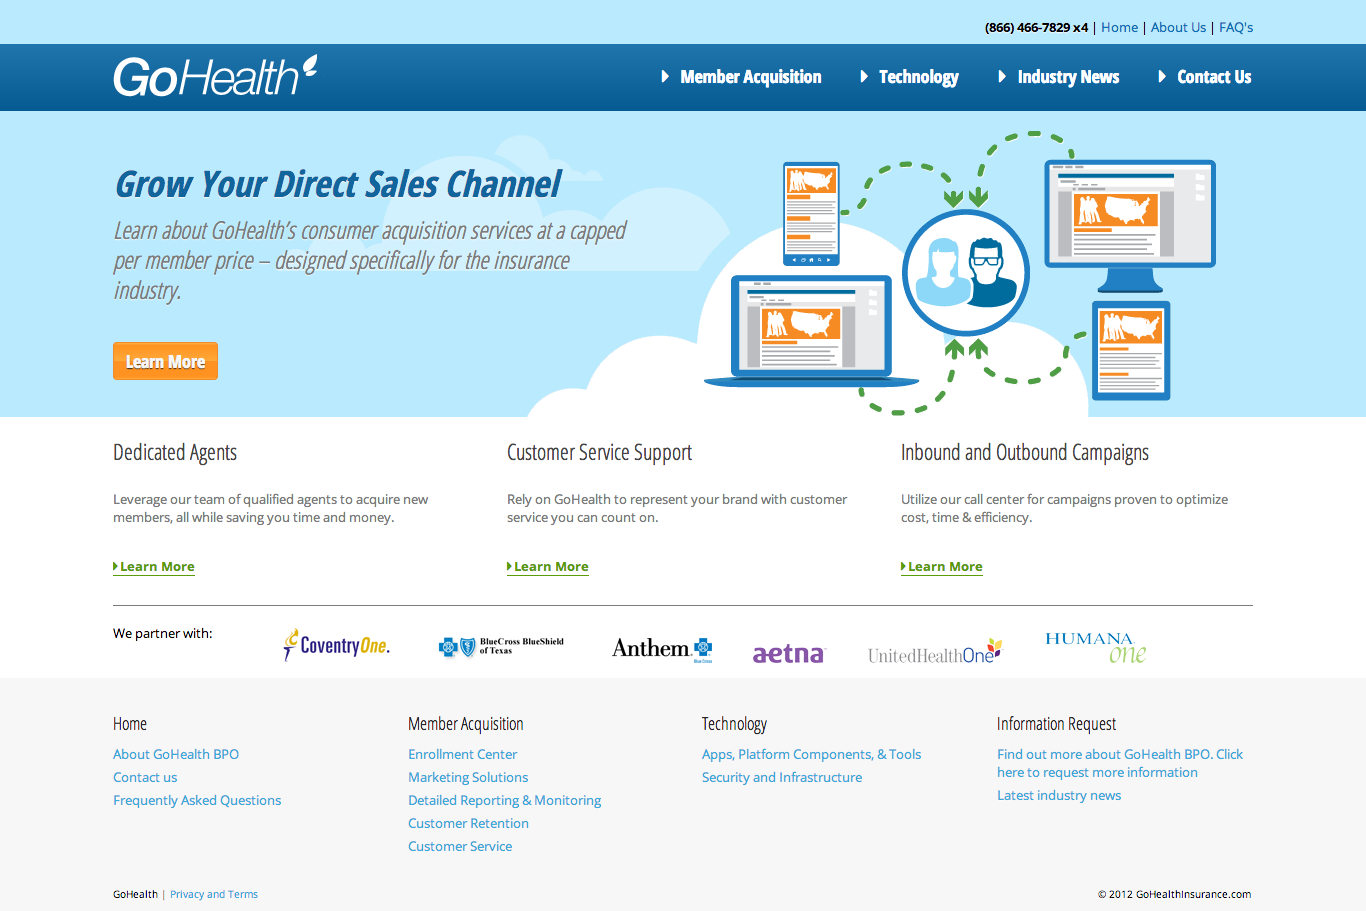 (866) 466-7829 x4 | Home | About Us | FAQ's
GoHealth
Member Acquisition
Technology
Industry News
Contact Us
Grow Your Direct Sales Channel
Learn about GoHealth's consumer acquisition services at a capped
per member price – designed specifically for the insurance
industry.
Learn More
Dedicated Agents
Leverage our team of qualified agents to acquire new
members, all while saving you time and money.
Learn More
Customer Service Support
Rely on GoHealth to represent your brand with customer
service you can count on.
Learn More
Inbound and Outbound Campaigns
Utilize our call center for campaigns proven to optimize
cost, time & efficiency.
Learn More
We partner with:
CoventryOne.
BlueCross BlueShield
of Texas
Anthem.
Blue Cross
aetna
UnitedHealthOne
HUMANA
one
Home
About GoHealth BPO
Contact us
Frequently Asked Questions
Member Acquisition
Enrollment Center
Marketing Solutions
Detailed Reporting & Monitoring
Customer Retention
Customer Service
Technology
Apps, Platform Components, & Tools
Security and Infrastructure
Information Request
Find out more about GoHealth BPO. Click
here to request more information
Latest industry news
GoHealth | Privacy and Terms
© 2012 GoHealthInsurance.com